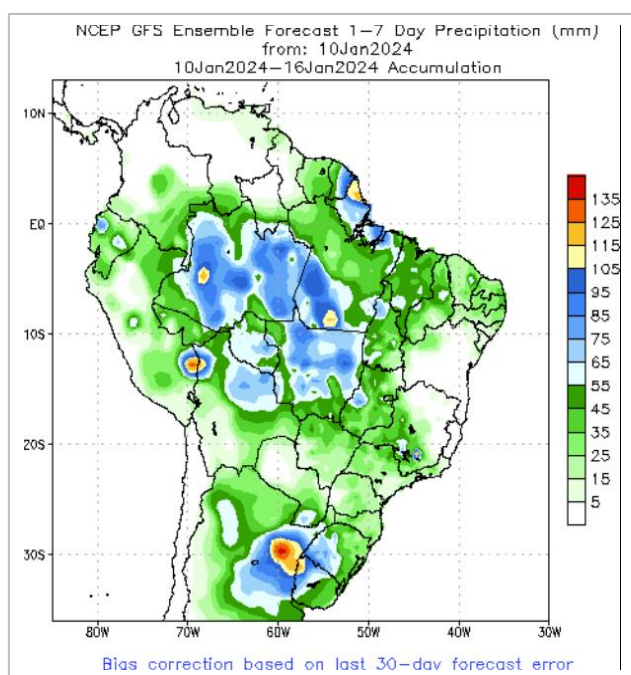 NCEP GFS Ensemble Forecast 1–7 Day Precipitation (mm)
from: 10Jan2024
10Jan2024–16Jan2024 Accumulation
10N
EQ
10S
20S
30S
80W 70W 60W 50W 40W 30W
135
125
115
105
95
85
75
65
55
45
35
25
15
5
Bias correction based on last 30–day forecast error